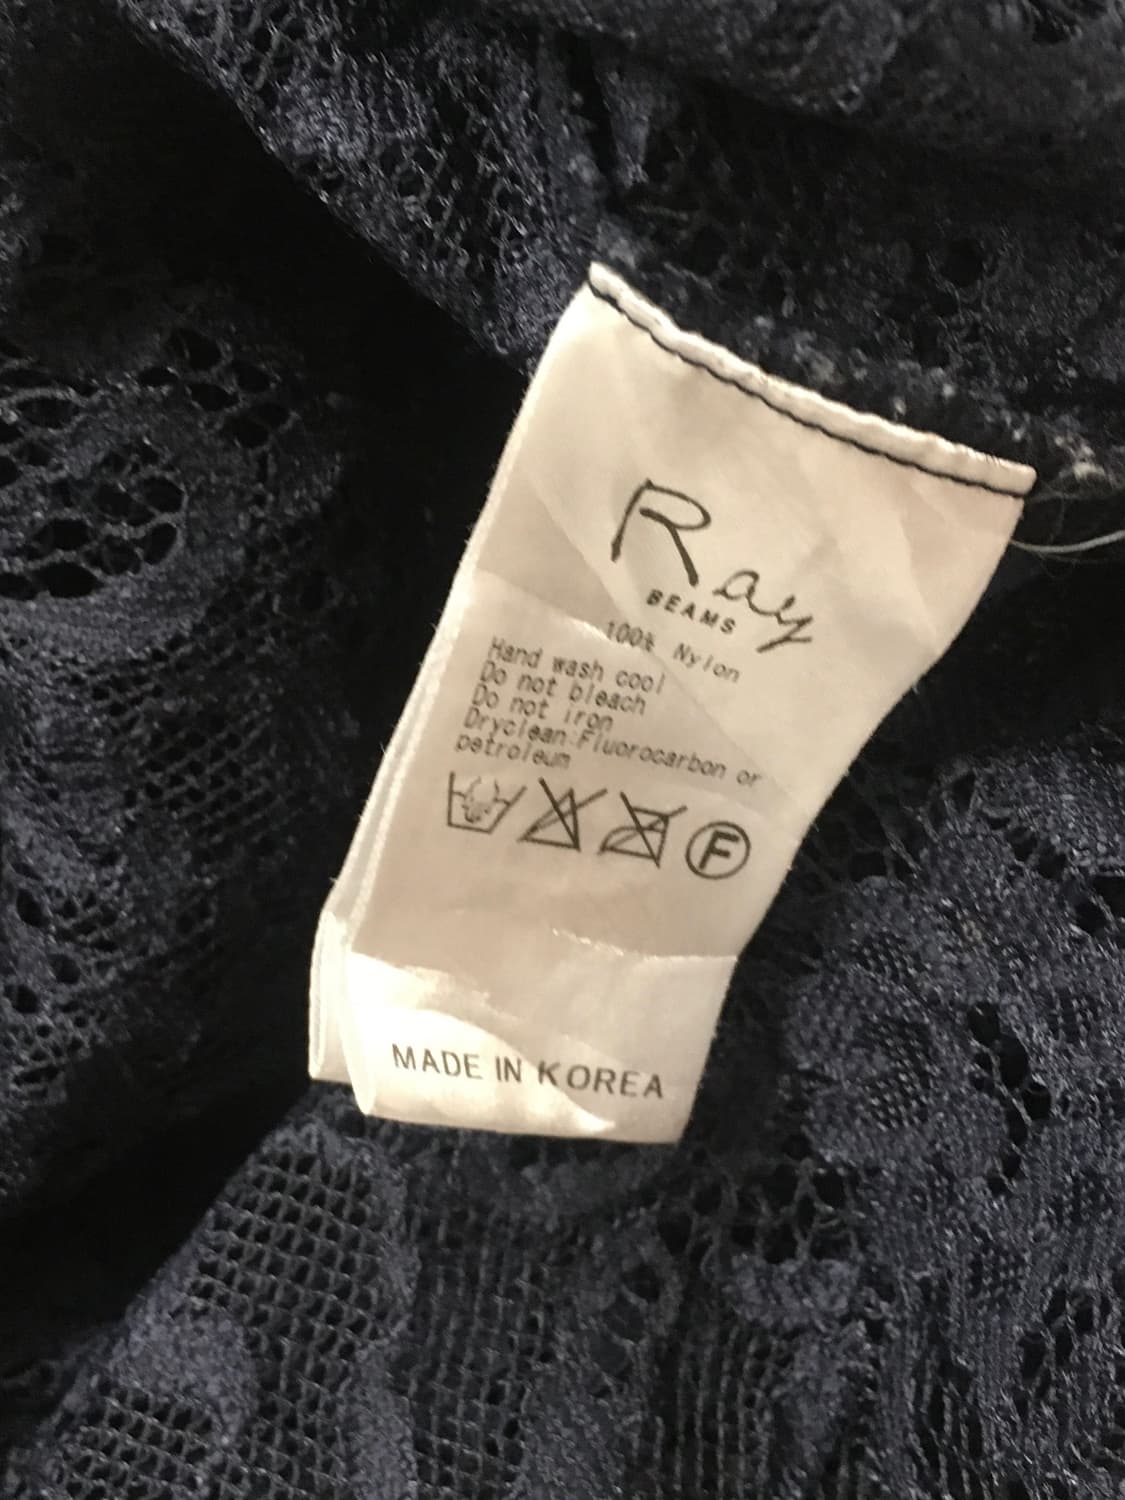 Ray
BEAMS
100% Nylon
Hand wash cool
Do not bleach
Do not iron
Dryclean:Fluorocarbon or
petroleum
F
MADE IN KOREA